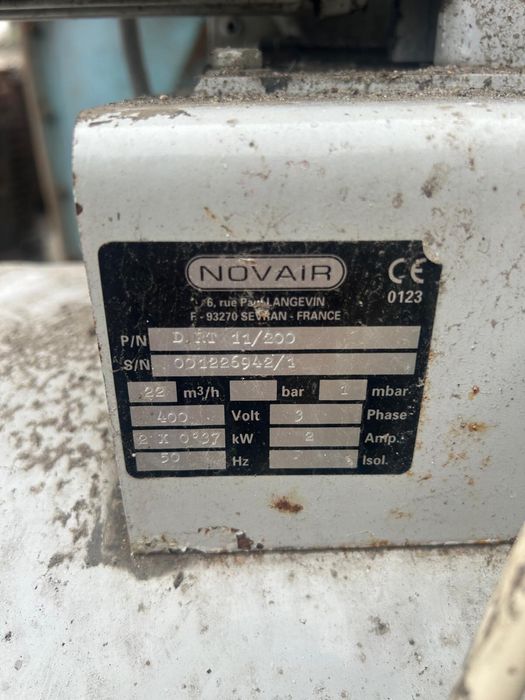 NOVAIR
CE
0123
6, rue Paul LANGEVIN
F - 93270 SEVRAN - FRANCE
P/N D.RT 11/200
S/N. 001226942/1
22 m3/h bar 1 mbar
400 Volt 3 Phase
2 X 0°37 kW 2 Amp.
50 Hz Isol.